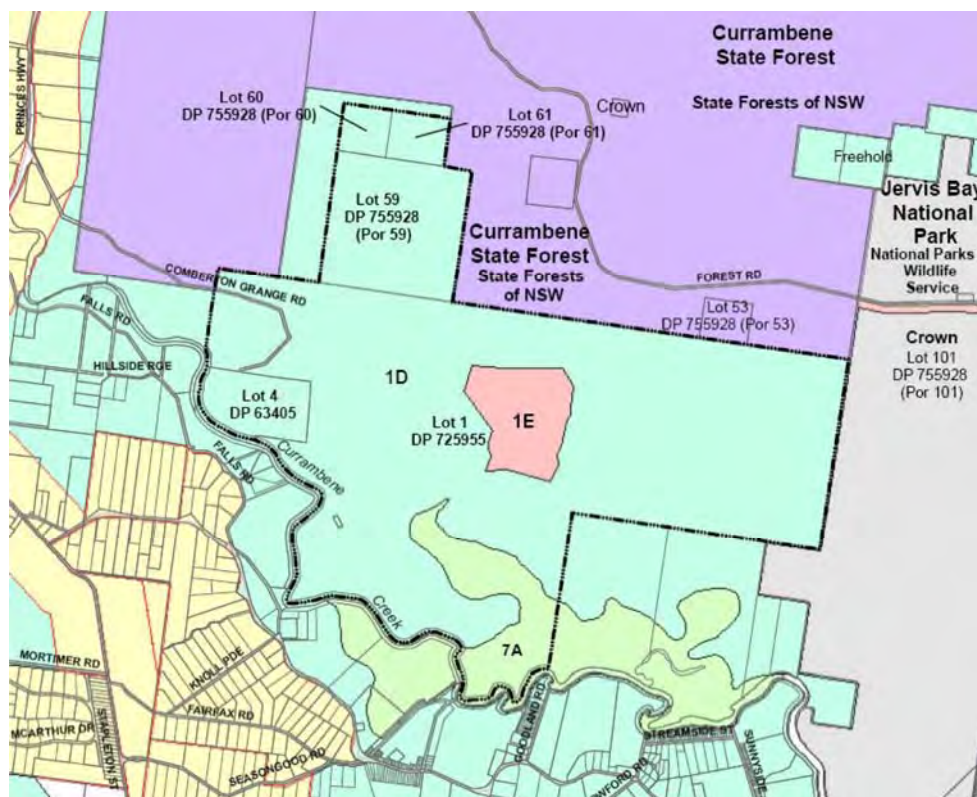 Currambene
State Forest
State Forests of NSW
PRINCES HWY
Lot 60
DP 755928 (Por 60)
Lot 61
DP 755928 (Por 61)
Crown
Freehold
Jervis Bay
National
Park
National Parks
Wildlife
Service
Lot 59
DP 755928
(Por 59)
Currambene
State Forest
State Forests
of NSW
COMBERTON GRANGE RD
FOREST RD
Lot 53
DP 755928 (Por 53)
FALLS RD
HILLSIDE RGE
Crown
Lot 101
DP 755928
(Por 101)
1D
Lot 4
DP 63405
Lot 1
DP 725955
1E
FALLS RD
Currambene
Creek
7A
MORTIMER RD
KNOLL PDE
FAIRFAX RD
MCARTHUR DR
STAPLETON ST
SEASONGOOD RD
GOODLAND RD
STREAMSIDE ST